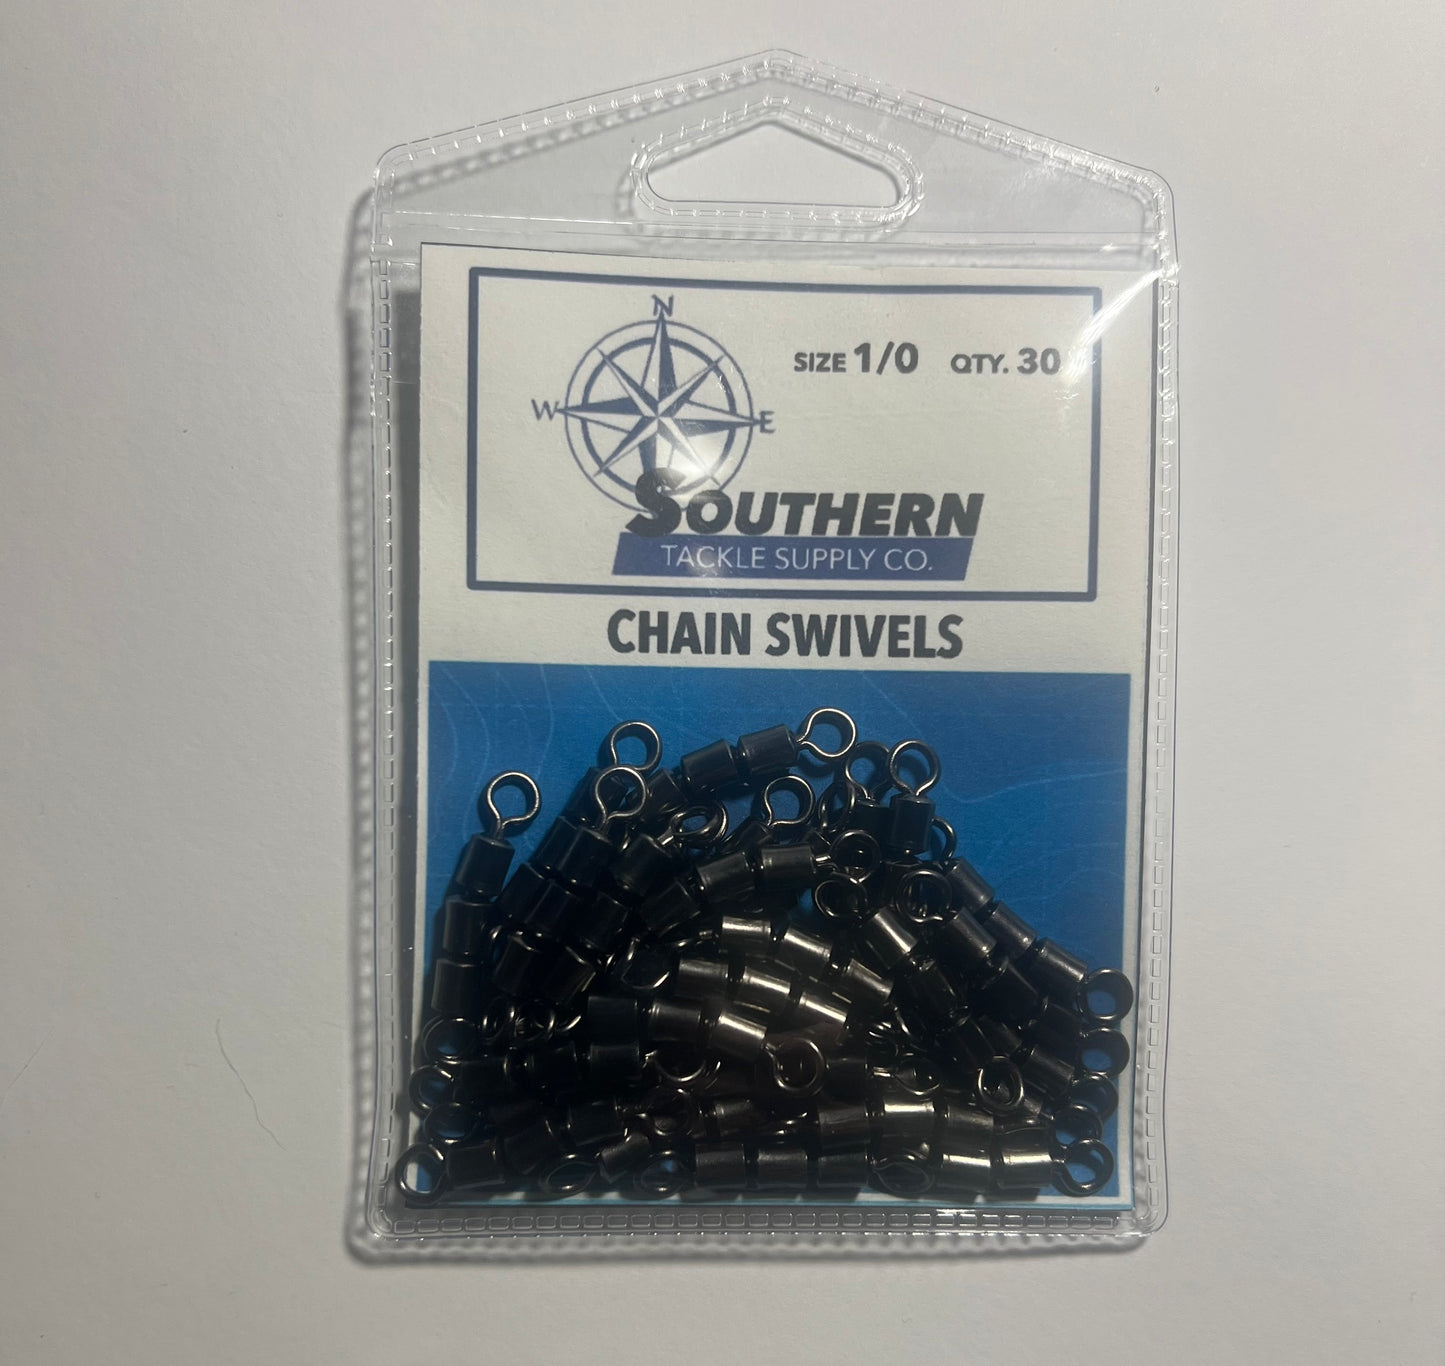 N
SIZE 1/0 QTY. 30
W E
SOUTHERN
TACKLE SUPPLY CO.
CHAIN SWIVELS